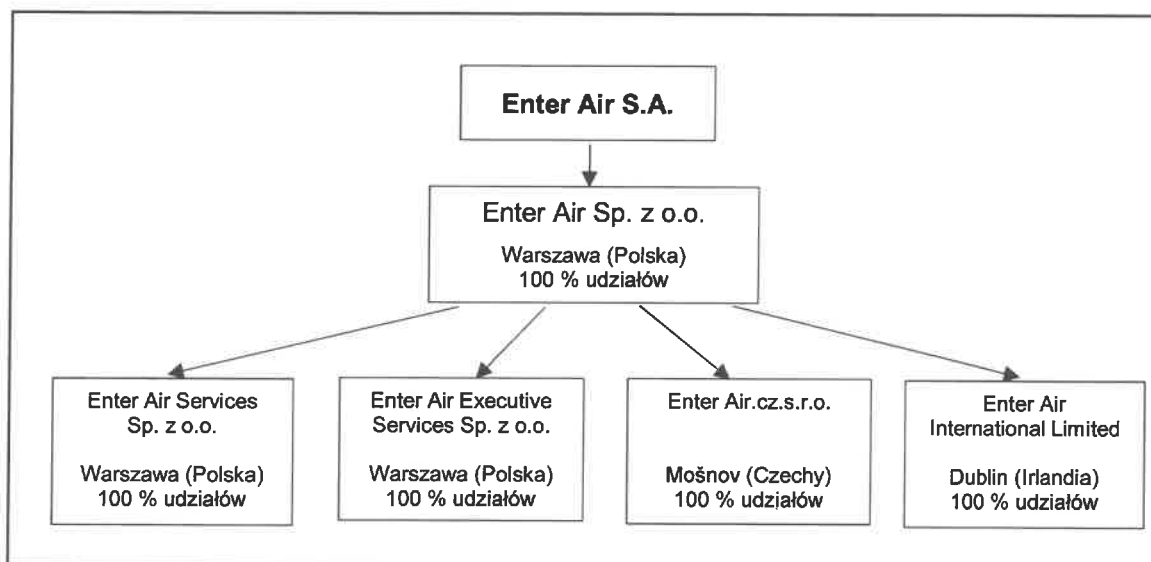 Enter Air S.A.
Enter Air Sp. z o.o.
Warszawa (Polska)
100 % udziałów
Enter Air Services
Sp. z o.o.
Warszawa (Polska)
100 % udziałów
Enter Air Executive
Services Sp. z o.o.
Warszawa (Polska)
100 % udziałów
Enter Air.cz.s.r.o.
Mošnov (Czechy)
100 % udziałów
Enter Air
International Limited
Dublin (Irlandia)
100 % udziałów